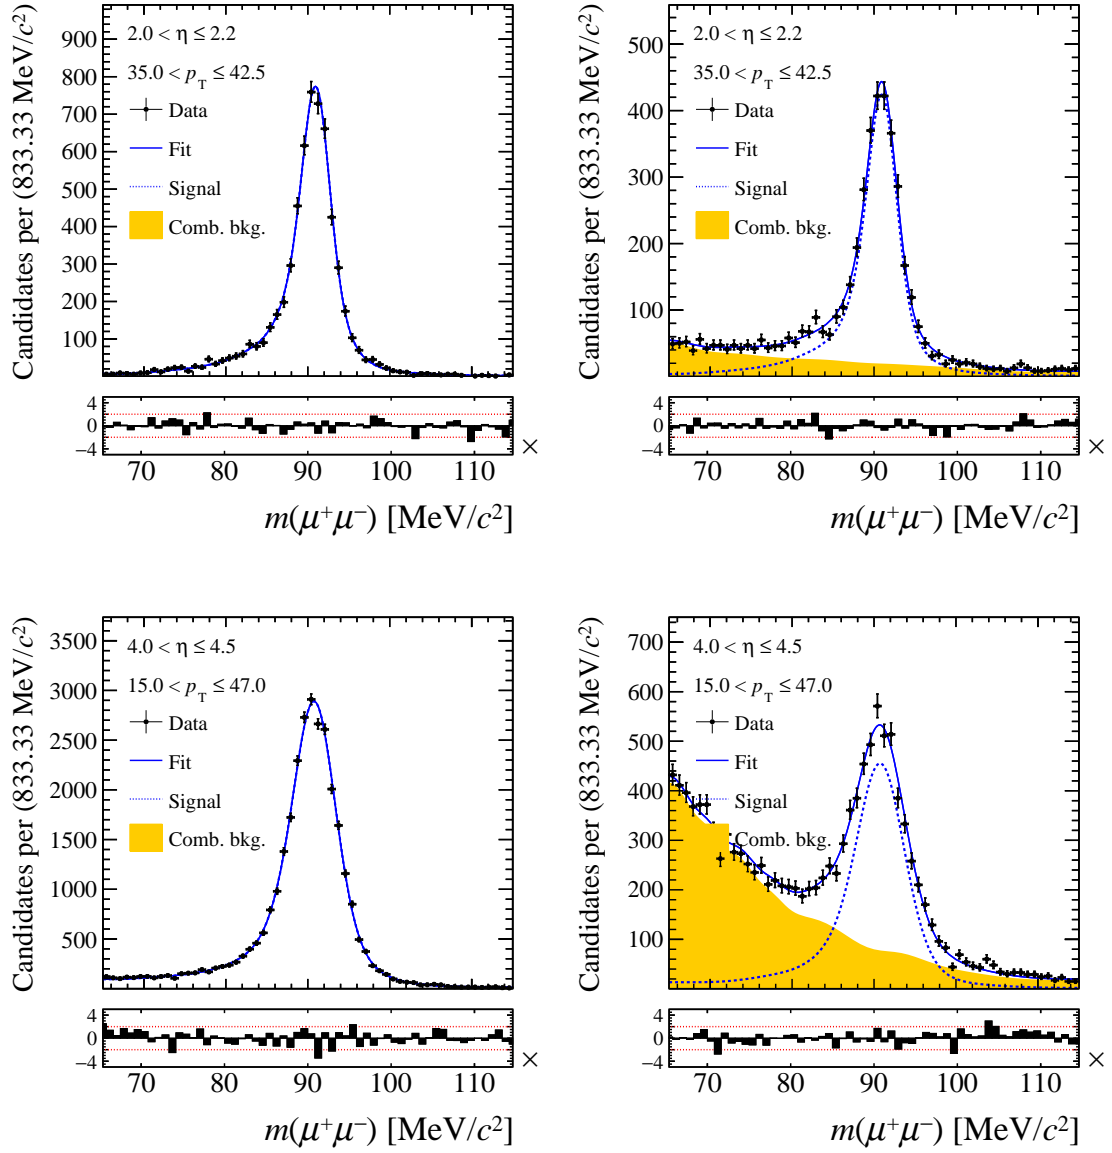 Candidates per (833.33 MeV/c²)
900
800
700
600
500
400
300
200
100
2.0 < η ≤ 2.2
35.0 < p_T ≤ 42.5
Data
Fit
Signal
Comb. bkg.
4
0
−4
70 80 90 100 110
×
m(μ⁺μ⁻) [MeV/c²]
Candidates per (833.33 MeV/c²)
500
400
300
200
100
2.0 < η ≤ 2.2
35.0 < p_T ≤ 42.5
Data
Fit
Signal
Comb. bkg.
4
0
−4
70 80 90 100 110
×
m(μ⁺μ⁻) [MeV/c²]
Candidates per (833.33 MeV/c²)
3500
3000
2500
2000
1500
1000
500
4.0 < η ≤ 4.5
15.0 < p_T ≤ 47.0
Data
Fit
Signal
Comb. bkg.
4
0
−4
70 80 90 100 110
×
m(μ⁺μ⁻) [MeV/c²]
Candidates per (833.33 MeV/c²)
700
600
500
400
300
200
100
4.0 < η ≤ 4.5
15.0 < p_T ≤ 47.0
Data
Fit
Signal
Comb. bkg.
4
0
−4
70 80 90 100 110
×
m(μ⁺μ⁻) [MeV/c²]